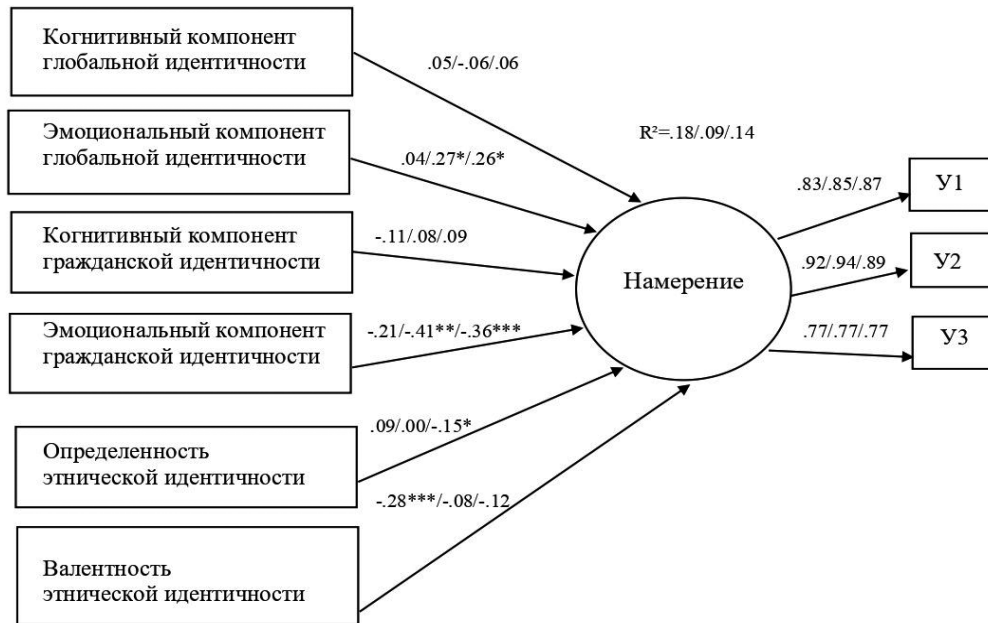 Когнитивный компонент
глобальной идентичности
.05/-.06/.06
R²=.18/.09/.14
Эмоциональный компонент
глобальной идентичности
.04/.27*/.26*
.83/.85/.87
У1
Когнитивный компонент
гражданской идентичности
-.11/.08/.09
Намерение
.92/.94/.89
У2
Эмоциональный компонент
гражданской идентичности
-.21/-.41**/-.36***
.77/.77/.77
У3
Определенность
этнической идентичности
.09/.00/-.15*
-.28***/-.08/-.12
Валентность
этнической идентичности